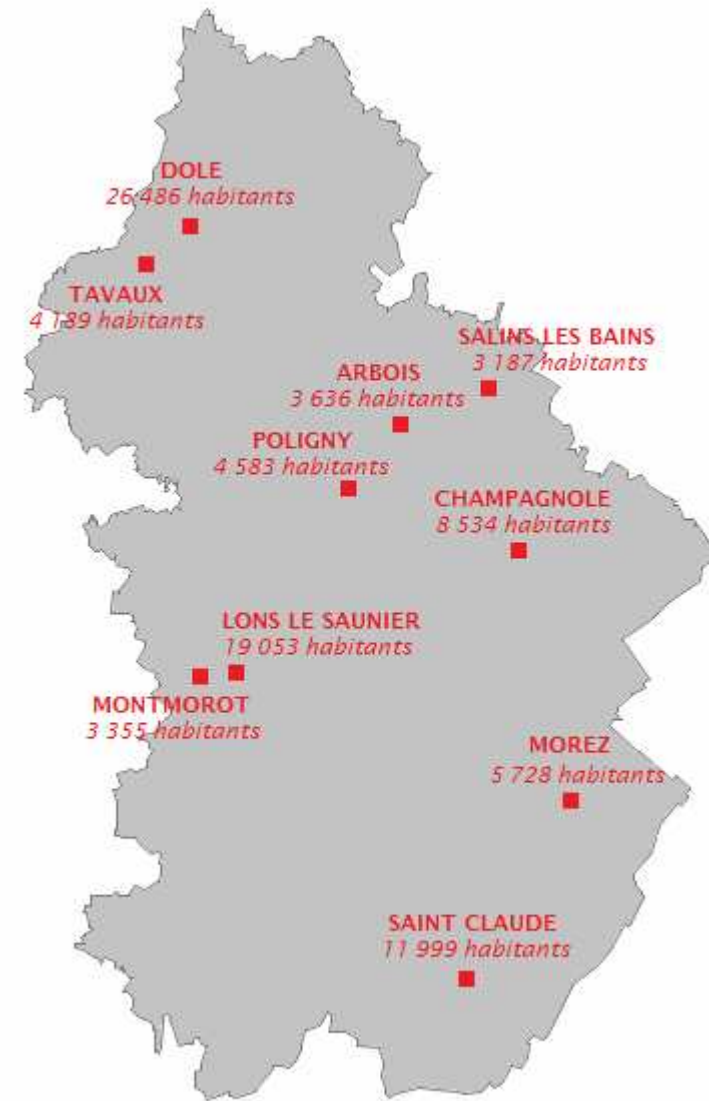 DOLE
26 486 habitants
TAVAUX
4 189 habitants
SALINS LES BAINS
3 187 habitants
ARBOIS
3 636 habitants
POLIGNY
4 583 habitants
CHAMPAGNOLE
8 534 habitants
LONS LE SAUNIER
19 053 habitants
MONTMOROT
3 355 habitants
MOREZ
5 728 habitants
SAINT CLAUDE
11 999 habitants